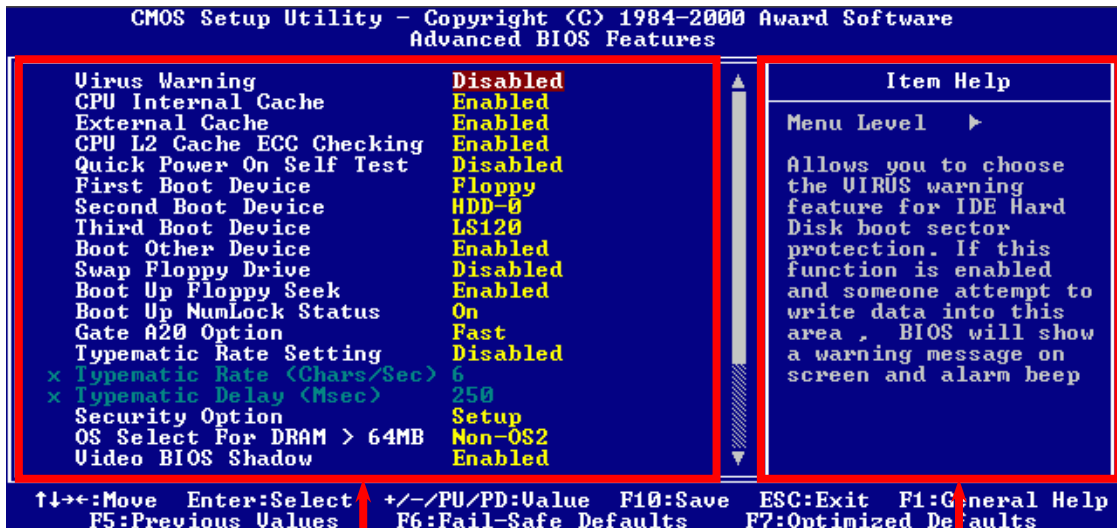 CMOS Setup Utility - Copyright (C) 1984-2000 Award Software
Advanced BIOS Features
Virus Warning Disabled
CPU Internal Cache Enabled
External Cache Enabled
CPU L2 Cache ECC Checking Enabled
Quick Power On Self Test Disabled
First Boot Device Floppy
Second Boot Device HDD-0
Third Boot Device LS120
Boot Other Device Enabled
Swap Floppy Drive Disabled
Boot Up Floppy Seek Enabled
Boot Up NumLock Status On
Gate A20 Option Fast
Typematic Rate Setting Disabled
x Typematic Rate (Chars/Sec) 6
x Typematic Delay (Msec) 250
Security Option Setup
OS Select For DRAM > 64MB Non-OS2
Video BIOS Shadow Enabled
Item Help
Menu Level ▶
Allows you to choose
the VIRUS warning
feature for IDE Hard
Disk boot sector
protection. If this
function is enabled
and someone attempt to
write data into this
area , BIOS will show
a warning message on
screen and alarm beep
↑↓→←:Move Enter:Select +/-/PU/PD:Value F10:Save ESC:Exit F1:General Help
F5:Previous Values F6:Fail-Safe Defaults F7:Optimized Defaults